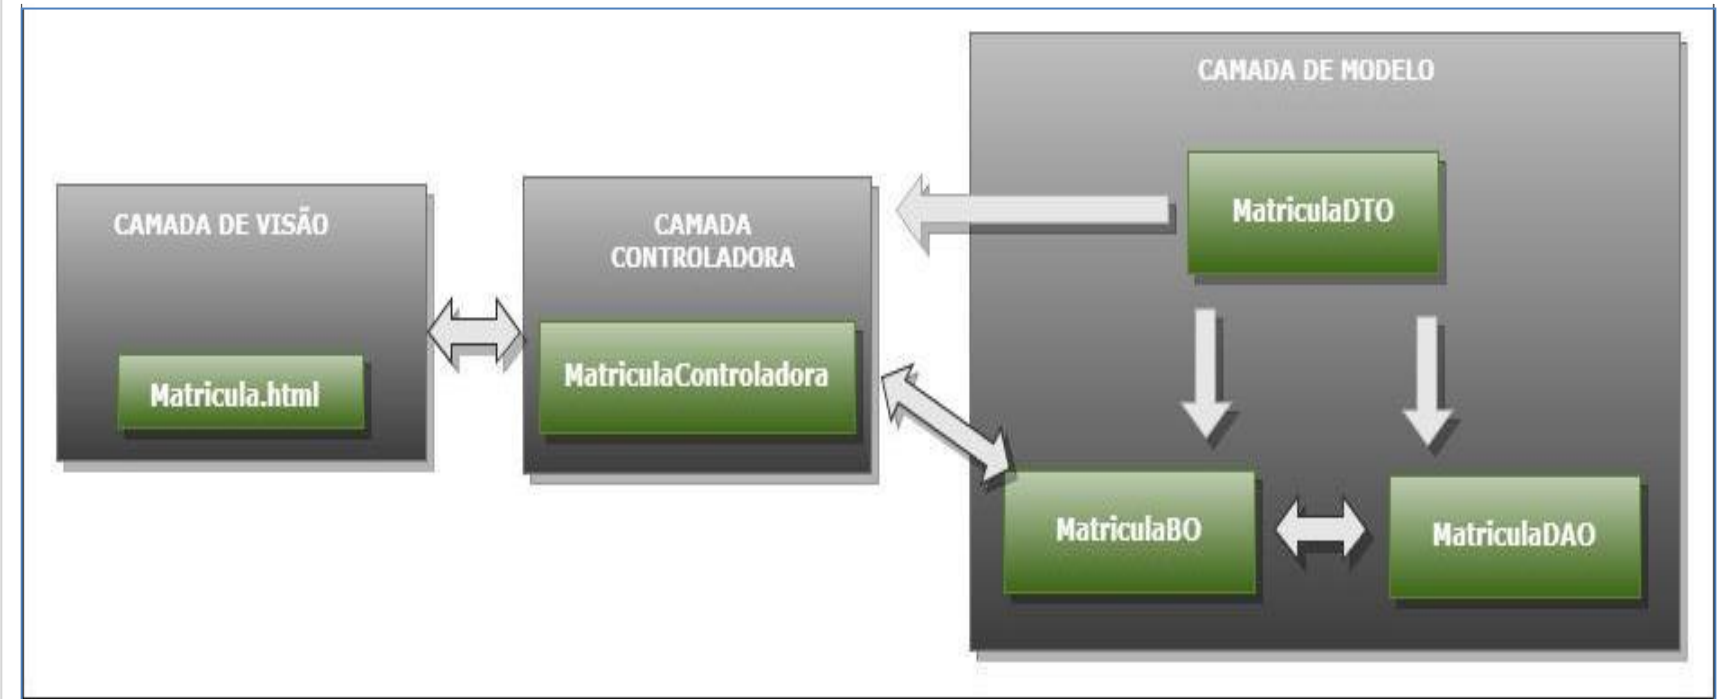 CAMADA DE VISÃO
Matricula.html
CAMADA
CONTROLADORA
MatriculaControladora
CAMADA DE MODELO
MatriculaDTO
MatriculaBO
MatriculaDAO